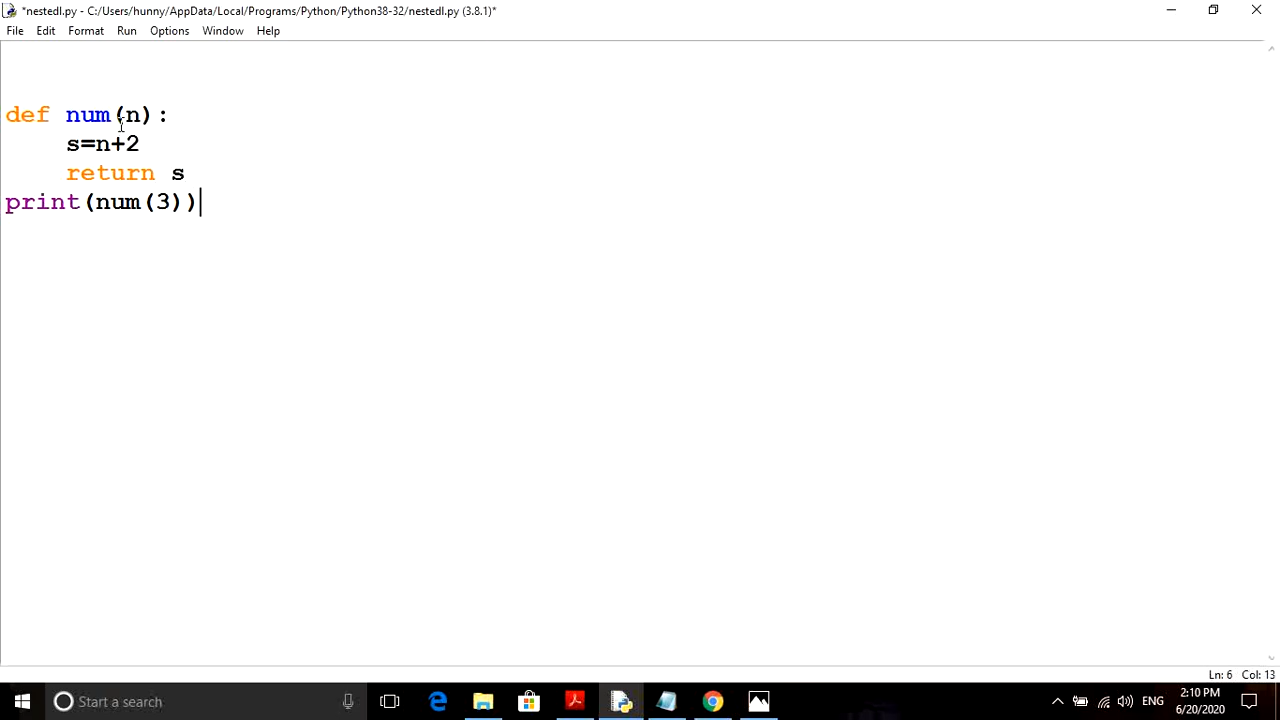 *nestedl.py - C:/Users/hunny/AppData/Local/Programs/Python/Python38-32/nestedl.py (3.8.1)*
File Edit Format Run Options Window Help
def num(n):
    s=n+2
    return s
print(num(3))
Ln: 6 Col: 13
Start a search
ENG
2:10 PM
6/20/2020